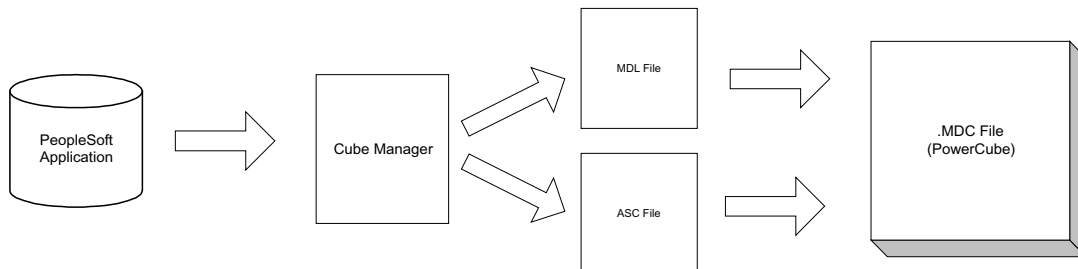 PeopleSoft
Application
Cube Manager
MDL File
ASC File
.MDC File
(PowerCube)